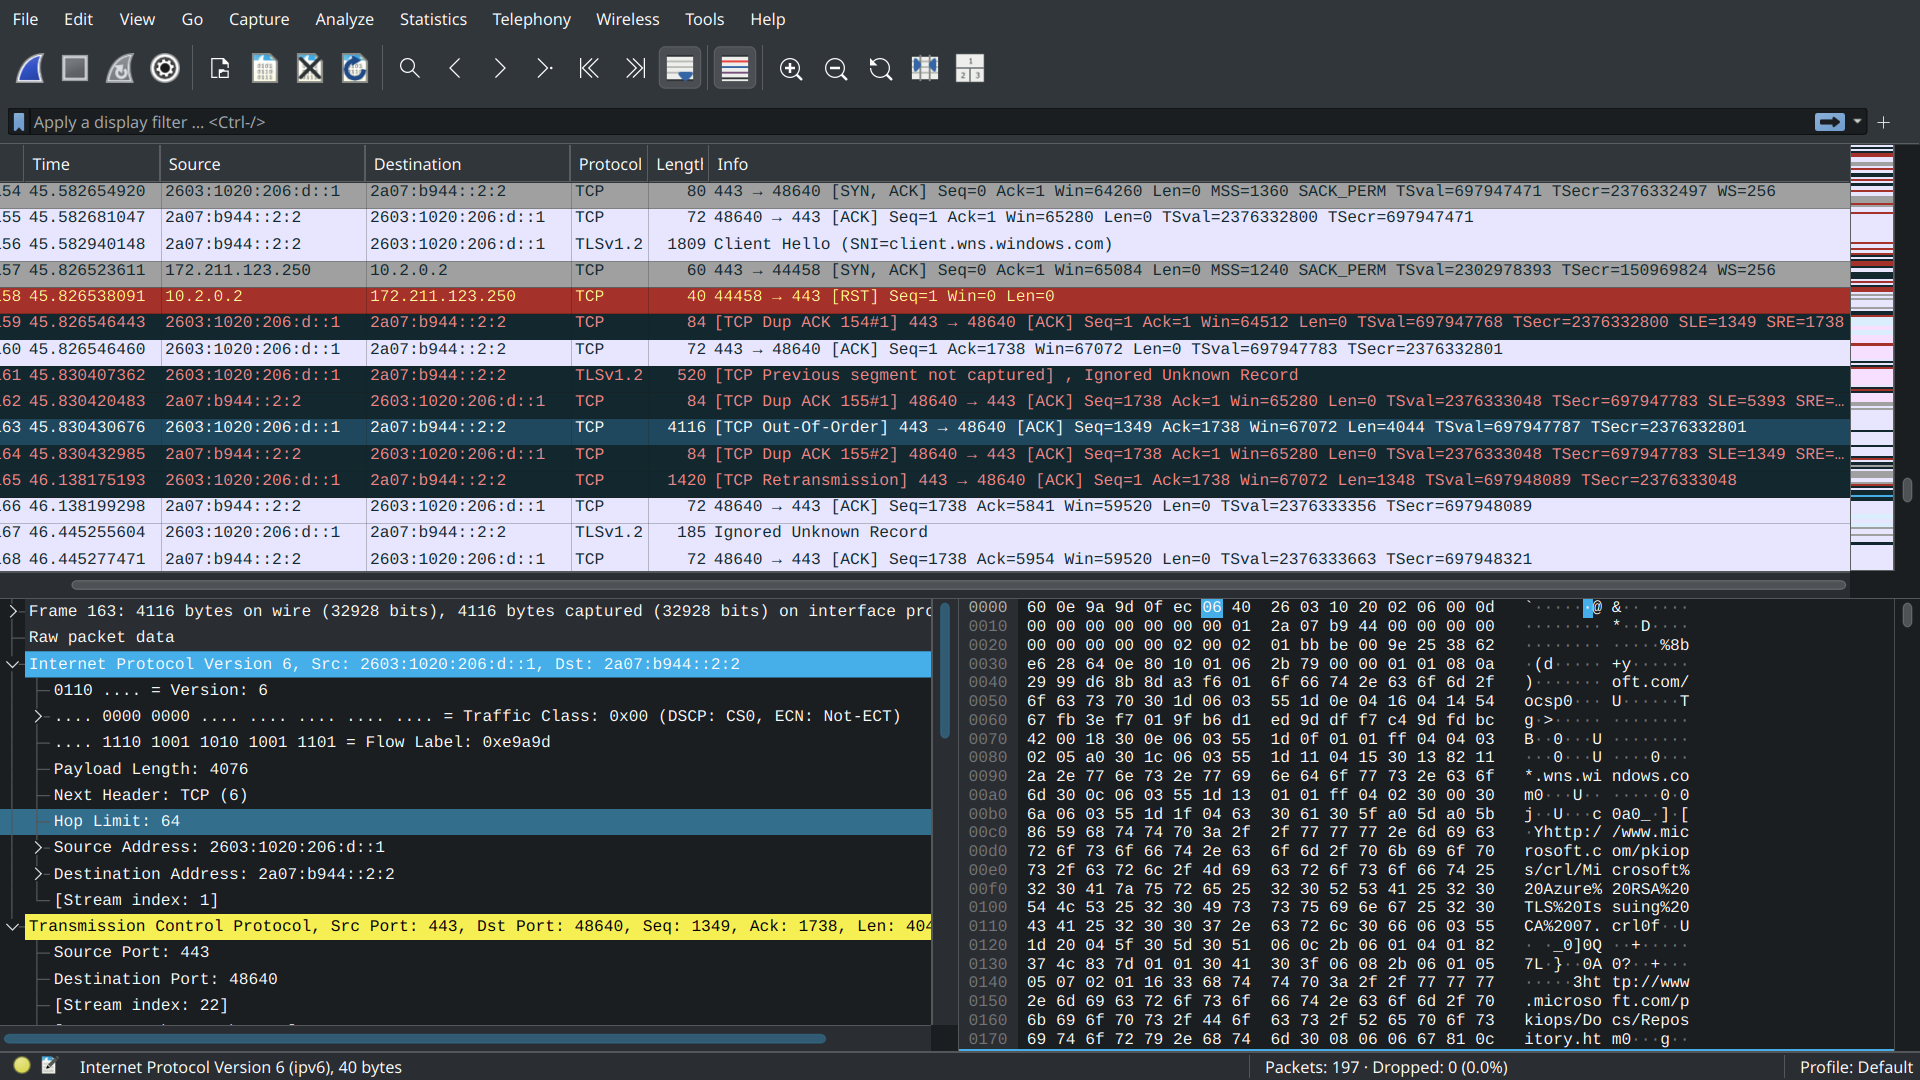 File Edit View Go Capture Analyze Statistics Telephony Wireless Tools Help
Apply a display filter ... <Ctrl-/>
Time Source Destination Protocol Length Info
54 45.582654920 2603:1020:206:d::1 2a07:b944::2:2 TCP 80 443 → 48640 [SYN, ACK] Seq=0 Ack=1 Win=64260 Len=0 MSS=1360 SACK_PERM TSval=697947471 TSecr=2376332497 WS=256
55 45.582681047 2a07:b944::2:2 2603:1020:206:d::1 TCP 72 48640 → 443 [ACK] Seq=1 Ack=1 Win=65280 Len=0 TSval=2376332800 TSecr=697947471
56 45.582940148 2a07:b944::2:2 2603:1020:206:d::1 TLSv1.2 1809 Client Hello (SNI=client.wns.windows.com)
57 45.826523611 172.211.123.250 10.2.0.2 TCP 60 443 → 44458 [SYN, ACK] Seq=0 Ack=1 Win=65084 Len=0 MSS=1240 SACK_PERM TSval=2302978393 TSecr=150969824 WS=256
58 45.826538091 10.2.0.2 172.211.123.250 TCP 40 44458 → 443 [RST] Seq=1 Win=0 Len=0
59 45.826546443 2603:1020:206:d::1 2a07:b944::2:2 TCP 84 [TCP Dup ACK 154#1] 443 → 48640 [ACK] Seq=1 Ack=1 Win=64512 Len=0 TSval=697947768 TSecr=2376332800 SLE=1349 SRE=1738
60 45.826546460 2603:1020:206:d::1 2a07:b944::2:2 TCP 72 443 → 48640 [ACK] Seq=1 Ack=1738 Win=67072 Len=0 TSval=697947783 TSecr=2376332801
61 45.830407362 2603:1020:206:d::1 2a07:b944::2:2 TLSv1.2 520 [TCP Previous segment not captured] , Ignored Unknown Record
62 45.830420483 2a07:b944::2:2 2603:1020:206:d::1 TCP 84 [TCP Dup ACK 155#1] 48640 → 443 [ACK] Seq=1738 Ack=1 Win=65280 Len=0 TSval=2376333048 TSecr=697947783 SLE=5393 SRE=…
63 45.830430676 2603:1020:206:d::1 2a07:b944::2:2 TCP 4116 [TCP Out-Of-Order] 443 → 48640 [ACK] Seq=1349 Ack=1738 Win=67072 Len=4044 TSval=697947787 TSecr=2376332801
64 45.830432985 2a07:b944::2:2 2603:1020:206:d::1 TCP 84 [TCP Dup ACK 155#2] 48640 → 443 [ACK] Seq=1738 Ack=1 Win=65280 Len=0 TSval=2376333048 TSecr=697947783 SLE=1349 SRE=…
65 46.138175193 2603:1020:206:d::1 2a07:b944::2:2 TCP 1420 [TCP Retransmission] 443 → 48640 [ACK] Seq=1 Ack=1738 Win=67072 Len=1348 TSval=697948089 TSecr=2376333048
66 46.138199298 2a07:b944::2:2 2603:1020:206:d::1 TCP 72 48640 → 443 [ACK] Seq=1738 Ack=5841 Win=59520 Len=0 TSval=2376333356 TSecr=697948089
67 46.445255604 2603:1020:206:d::1 2a07:b944::2:2 TLSv1.2 185 Ignored Unknown Record
68 46.445277471 2a07:b944::2:2 2603:1020:206:d::1 TCP 72 48640 → 443 [ACK] Seq=1738 Ack=5954 Win=59520 Len=0 TSval=2376333663 TSecr=697948321
Frame 163: 4116 bytes on wire (32928 bits), 4116 bytes captured (32928 bits) on interface pro
Raw packet data
Internet Protocol Version 6, Src: 2603:1020:206:d::1, Dst: 2a07:b944::2:2
0110 .... = Version: 6
.... 0000 0000 .... .... .... .... .... = Traffic Class: 0x00 (DSCP: CS0, ECN: Not-ECT)
.... 1110 1001 1010 1001 1101 = Flow Label: 0xe9a9d
Payload Length: 4076
Next Header: TCP (6)
Hop Limit: 64
Source Address: 2603:1020:206:d::1
Destination Address: 2a07:b944::2:2
[Stream index: 1]
Transmission Control Protocol, Src Port: 443, Dst Port: 48640, Seq: 1349, Ack: 1738, Len: 404
Source Port: 443
Destination Port: 48640
[Stream index: 22]
0000 60 0e 9a 9d 0f ec 06 40 26 03 10 20 02 06 00 0d `······@ &·· ····
0010 00 00 00 00 00 00 00 01 2a 07 b9 44 00 00 00 00 ········ *··D····
0020 00 00 00 00 00 02 00 02 01 bb be 00 9e 25 38 62 ········ ·····%8b
0030 e6 28 64 0e 80 10 01 06 2b 79 00 00 01 01 08 0a ·(d····· +y······
0040 29 99 d6 8b 8d a3 f6 01 6f 66 74 2e 63 6f 6d 2f )······· oft.com/
0050 6f 63 73 70 30 1d 06 03 55 1d 0e 04 16 04 14 54 ocsp0··· U······T
0060 67 fb 3e f7 01 9f b6 d1 ed 9d df f7 c4 9d fd bc g·>····· ········
0070 42 00 18 30 0e 06 03 55 1d 0f 01 01 ff 04 04 03 B··0···U ········
0080 02 05 a0 30 1c 06 03 55 1d 11 04 15 30 13 82 11 ···0···U ····0···
0090 2a 2e 77 6e 73 2e 77 69 6e 64 6f 77 73 2e 63 6f *.wns.wi ndows.co
00a0 6d 30 0c 06 03 55 1d 13 01 01 ff 04 02 30 00 30 m0···U·· ·····0·0
00b0 6a 06 03 55 1d 1f 04 63 30 61 30 5f a0 5d a0 5b j··U···c 0a0_·]·[
00c0 86 59 68 74 74 70 3a 2f 2f 77 77 77 2e 6d 69 63 ·Yhttp:/ /www.mic
00d0 72 6f 73 6f 66 74 2e 63 6f 6d 2f 70 6b 69 6f 70 rosoft.c om/pkiop
00e0 73 2f 63 72 6c 2f 4d 69 63 72 6f 73 6f 66 74 25 s/crl/Mi crosoft%
00f0 32 30 41 7a 75 72 65 25 32 30 52 53 41 25 32 30 20Azure% 20RSA%20
0100 54 4c 53 25 32 30 49 73 73 75 69 6e 67 25 32 30 TLS%20Is suing%20
0110 43 41 25 32 30 30 37 2e 63 72 6c 30 66 06 03 55 CA%2007. crl0f··U
0120 1d 20 04 5f 30 5d 30 51 06 0c 2b 06 01 04 01 82 · ·_0]0Q ··+·····
0130 37 4c 83 7d 01 01 30 41 30 3f 06 08 2b 06 01 05 7L·}··0A 0?··+···
0140 05 07 02 01 16 33 68 74 74 70 3a 2f 2f 77 77 77 ·····3ht tp://www
0150 2e 6d 69 63 72 6f 73 6f 66 74 2e 63 6f 6d 2f 70 .microso ft.com/p
0160 6b 69 6f 70 73 2f 44 6f 63 73 2f 52 65 70 6f 73 kiops/Do cs/Repos
0170 69 74 6f 72 79 2e 68 74 6d 30 08 06 06 67 81 0c itory.ht m0···g··
Internet Protocol Version 6 (ipv6), 40 bytes
Packets: 197 · Dropped: 0 (0.0%)
Profile: Default